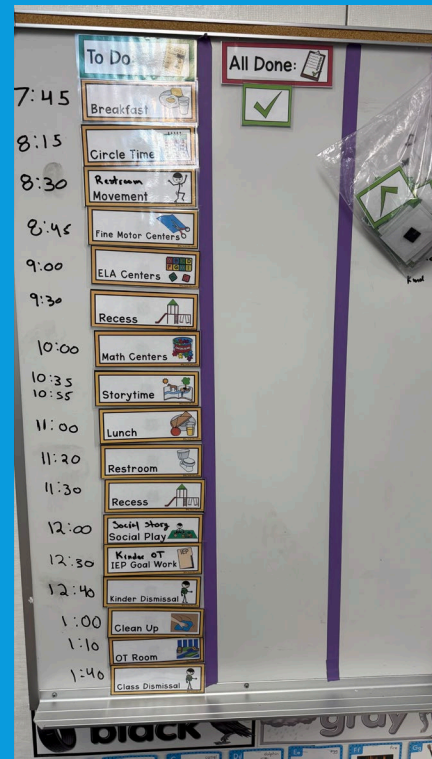 To Do:
All Done:
7:45
Breakfast
8:15
Circle Time
8:30
Restroom
Movement
8:45
Fine Motor Centers
9:00
ELA Centers
9:30
Recess
10:00
Math Centers
10:35
10:55
Storytime
11:00
Lunch
11:20
Restroom
11:30
Recess
12:00
Social Story
Social Play
12:30
Kinder OT
IEP Goal Work
12:40
Kinder Dismissal
1:00
Clean Up
1:10
OT Room
1:40
Class Dismissal
black
gray